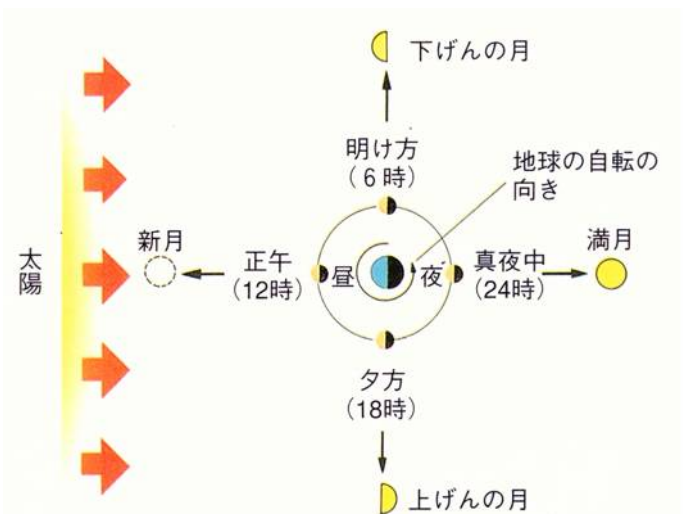 下げんの月
明け方
(6時)
地球の自転の
向き
太陽
新月
正午
(12時)
昼
夜
真夜中
(24時)
満月
夕方
(18時)
上げんの月